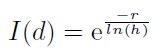 I(d) = e^{\frac{-r}{ln(h)}}